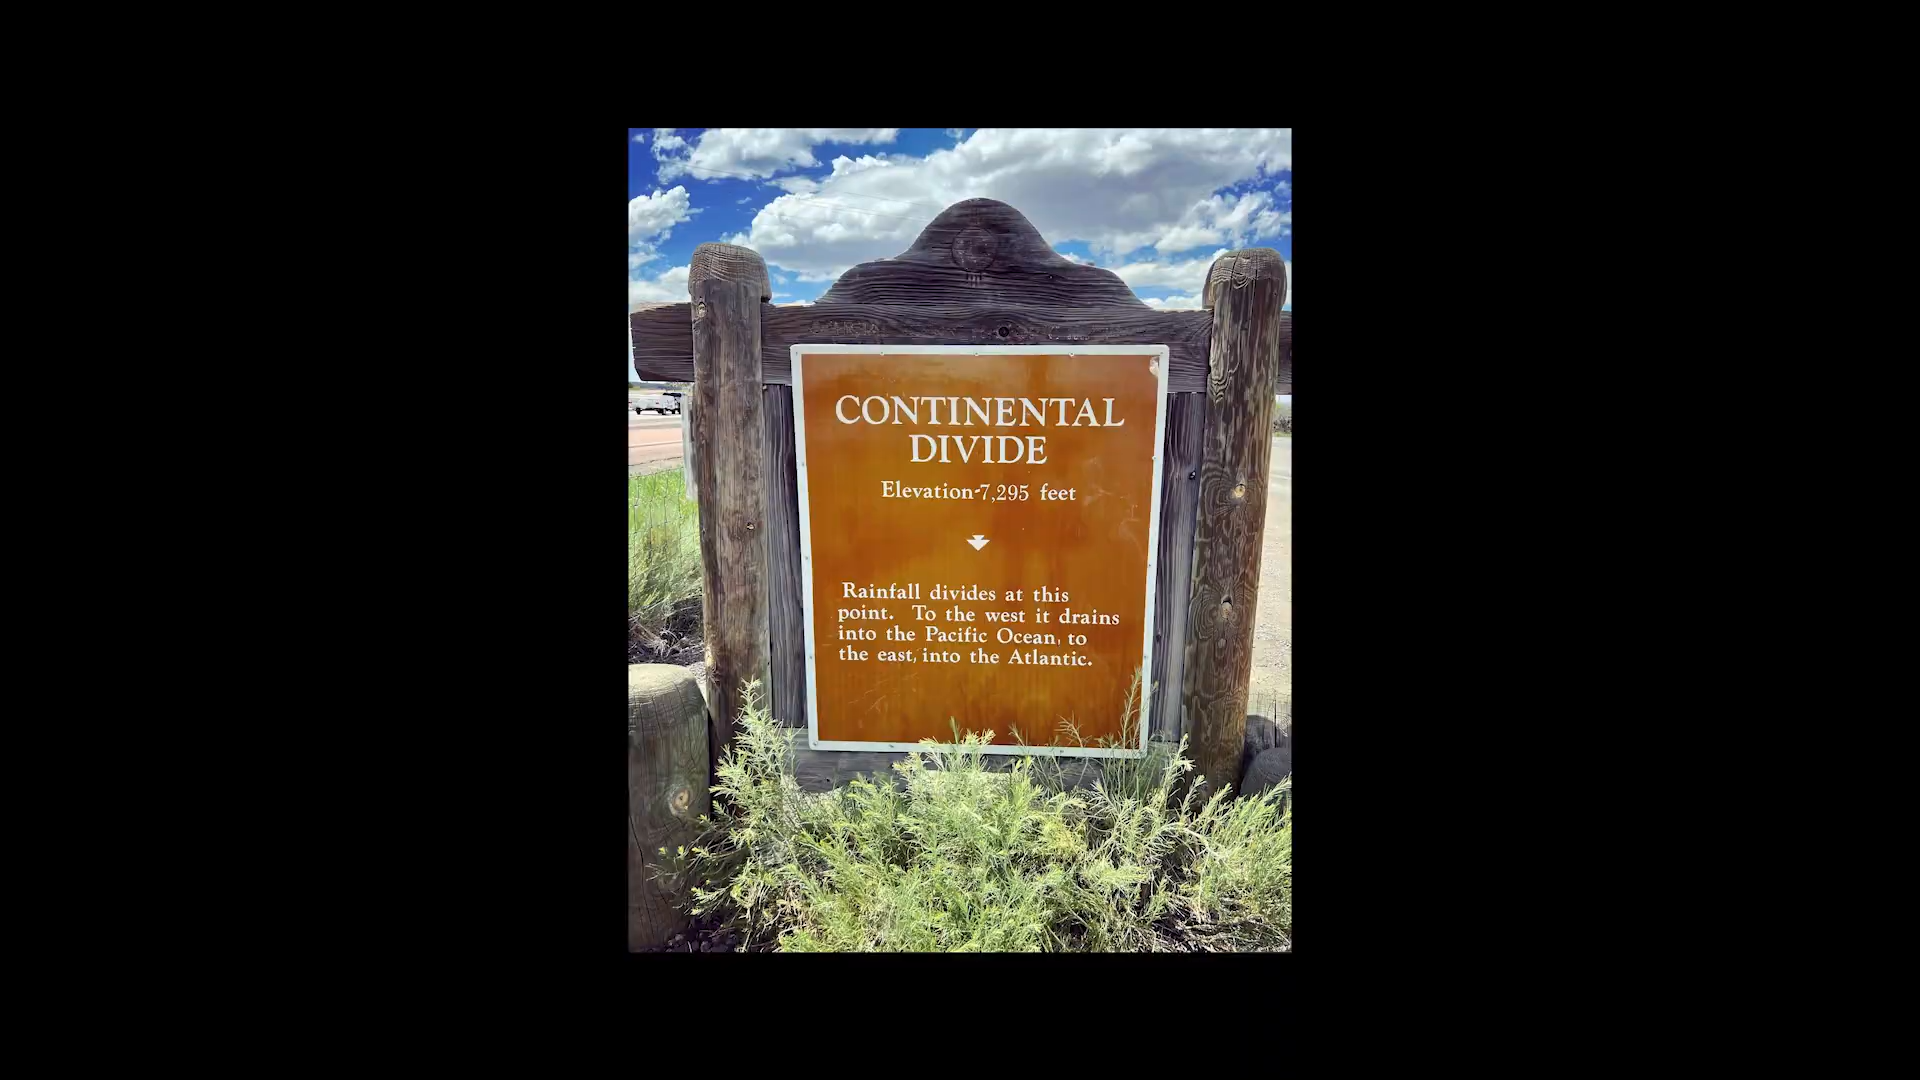 CONTINENTAL
DIVIDE
Elevation-7,295 feet
Rainfall divides at this
point. To the west it drains
into the Pacific Ocean, to
the east, into the Atlantic.